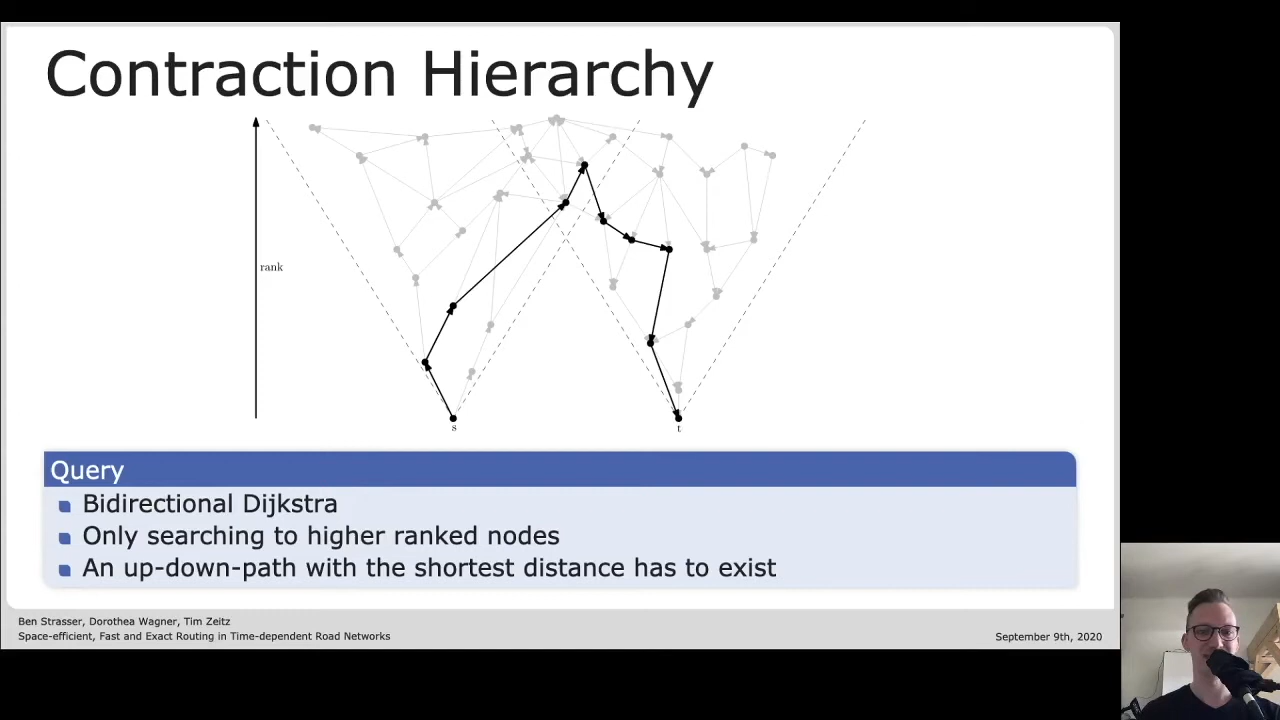 Contraction Hierarchy
rank
s
t
Query
Bidirectional Dijkstra
Only searching to higher ranked nodes
An up-down-path with the shortest distance has to exist
Ben Strasser, Dorothea Wagner, Tim Zeitz
Space-efficient, Fast and Exact Routing in Time-dependent Road Networks
September 9th, 2020